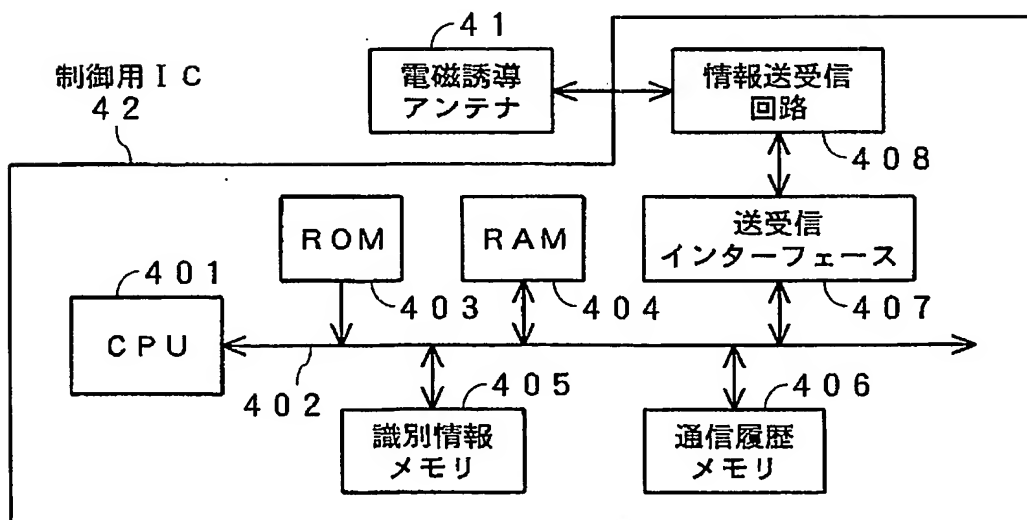 41
制御用IC
42
電磁誘導
アンテナ
情報送受信
回路
408
ROM
403
RAM
404
送受信
インターフェース
407
401
CPU
402
405
識別情報
メモリ
406
通信履歴
メモリ